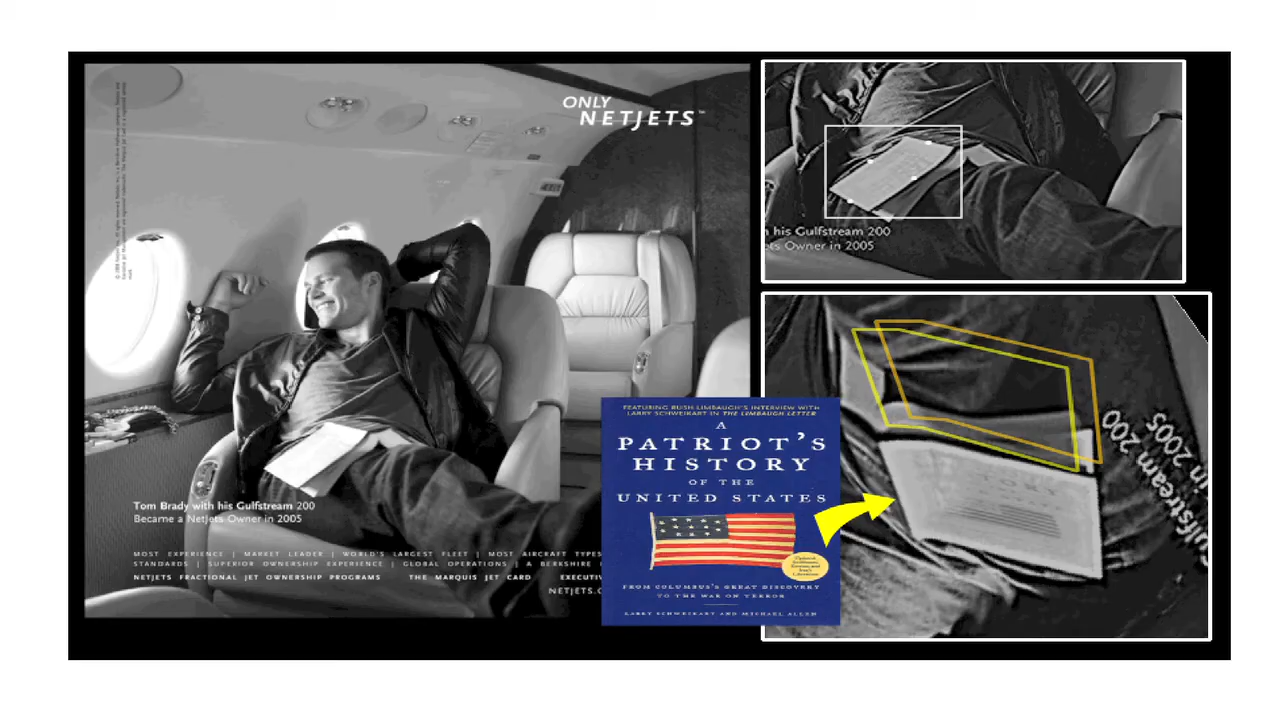 ONLY
NETJETS™
Tom Brady with his Gulfstream 200
Became a NetJets Owner in 2005
MOST EXPERIENCE | MARKET LEADER | WORLD'S LARGEST FLEET | MOST AIRCRAFT TYPES
STANDARDS | SUPERIOR OWNERSHIP EXPERIENCE | GLOBAL OPERATIONS | A BERKSHIRE
NETJETS FRACTIONAL JET OWNERSHIP PROGRAMS THE MARQUIS JET CARD EXECUTIV
NETJETS.C
his Gulfstream 200
ets Owner in 2005
FEATURING RUSH LIMBAUGH'S INTERVIEW WITH
LARRY SCHWEIKART IN THE LIMBAUGH LETTER
A
PATRIOT'S
HISTORY
OF THE
UNITED STATES
FROM COLUMBUS'S GREAT DISCOVERY
TO THE WAR ON TERROR
LARRY SCHWEIKART AND MICHAEL ALLEN
TORY
ulfstream 200
in 2005